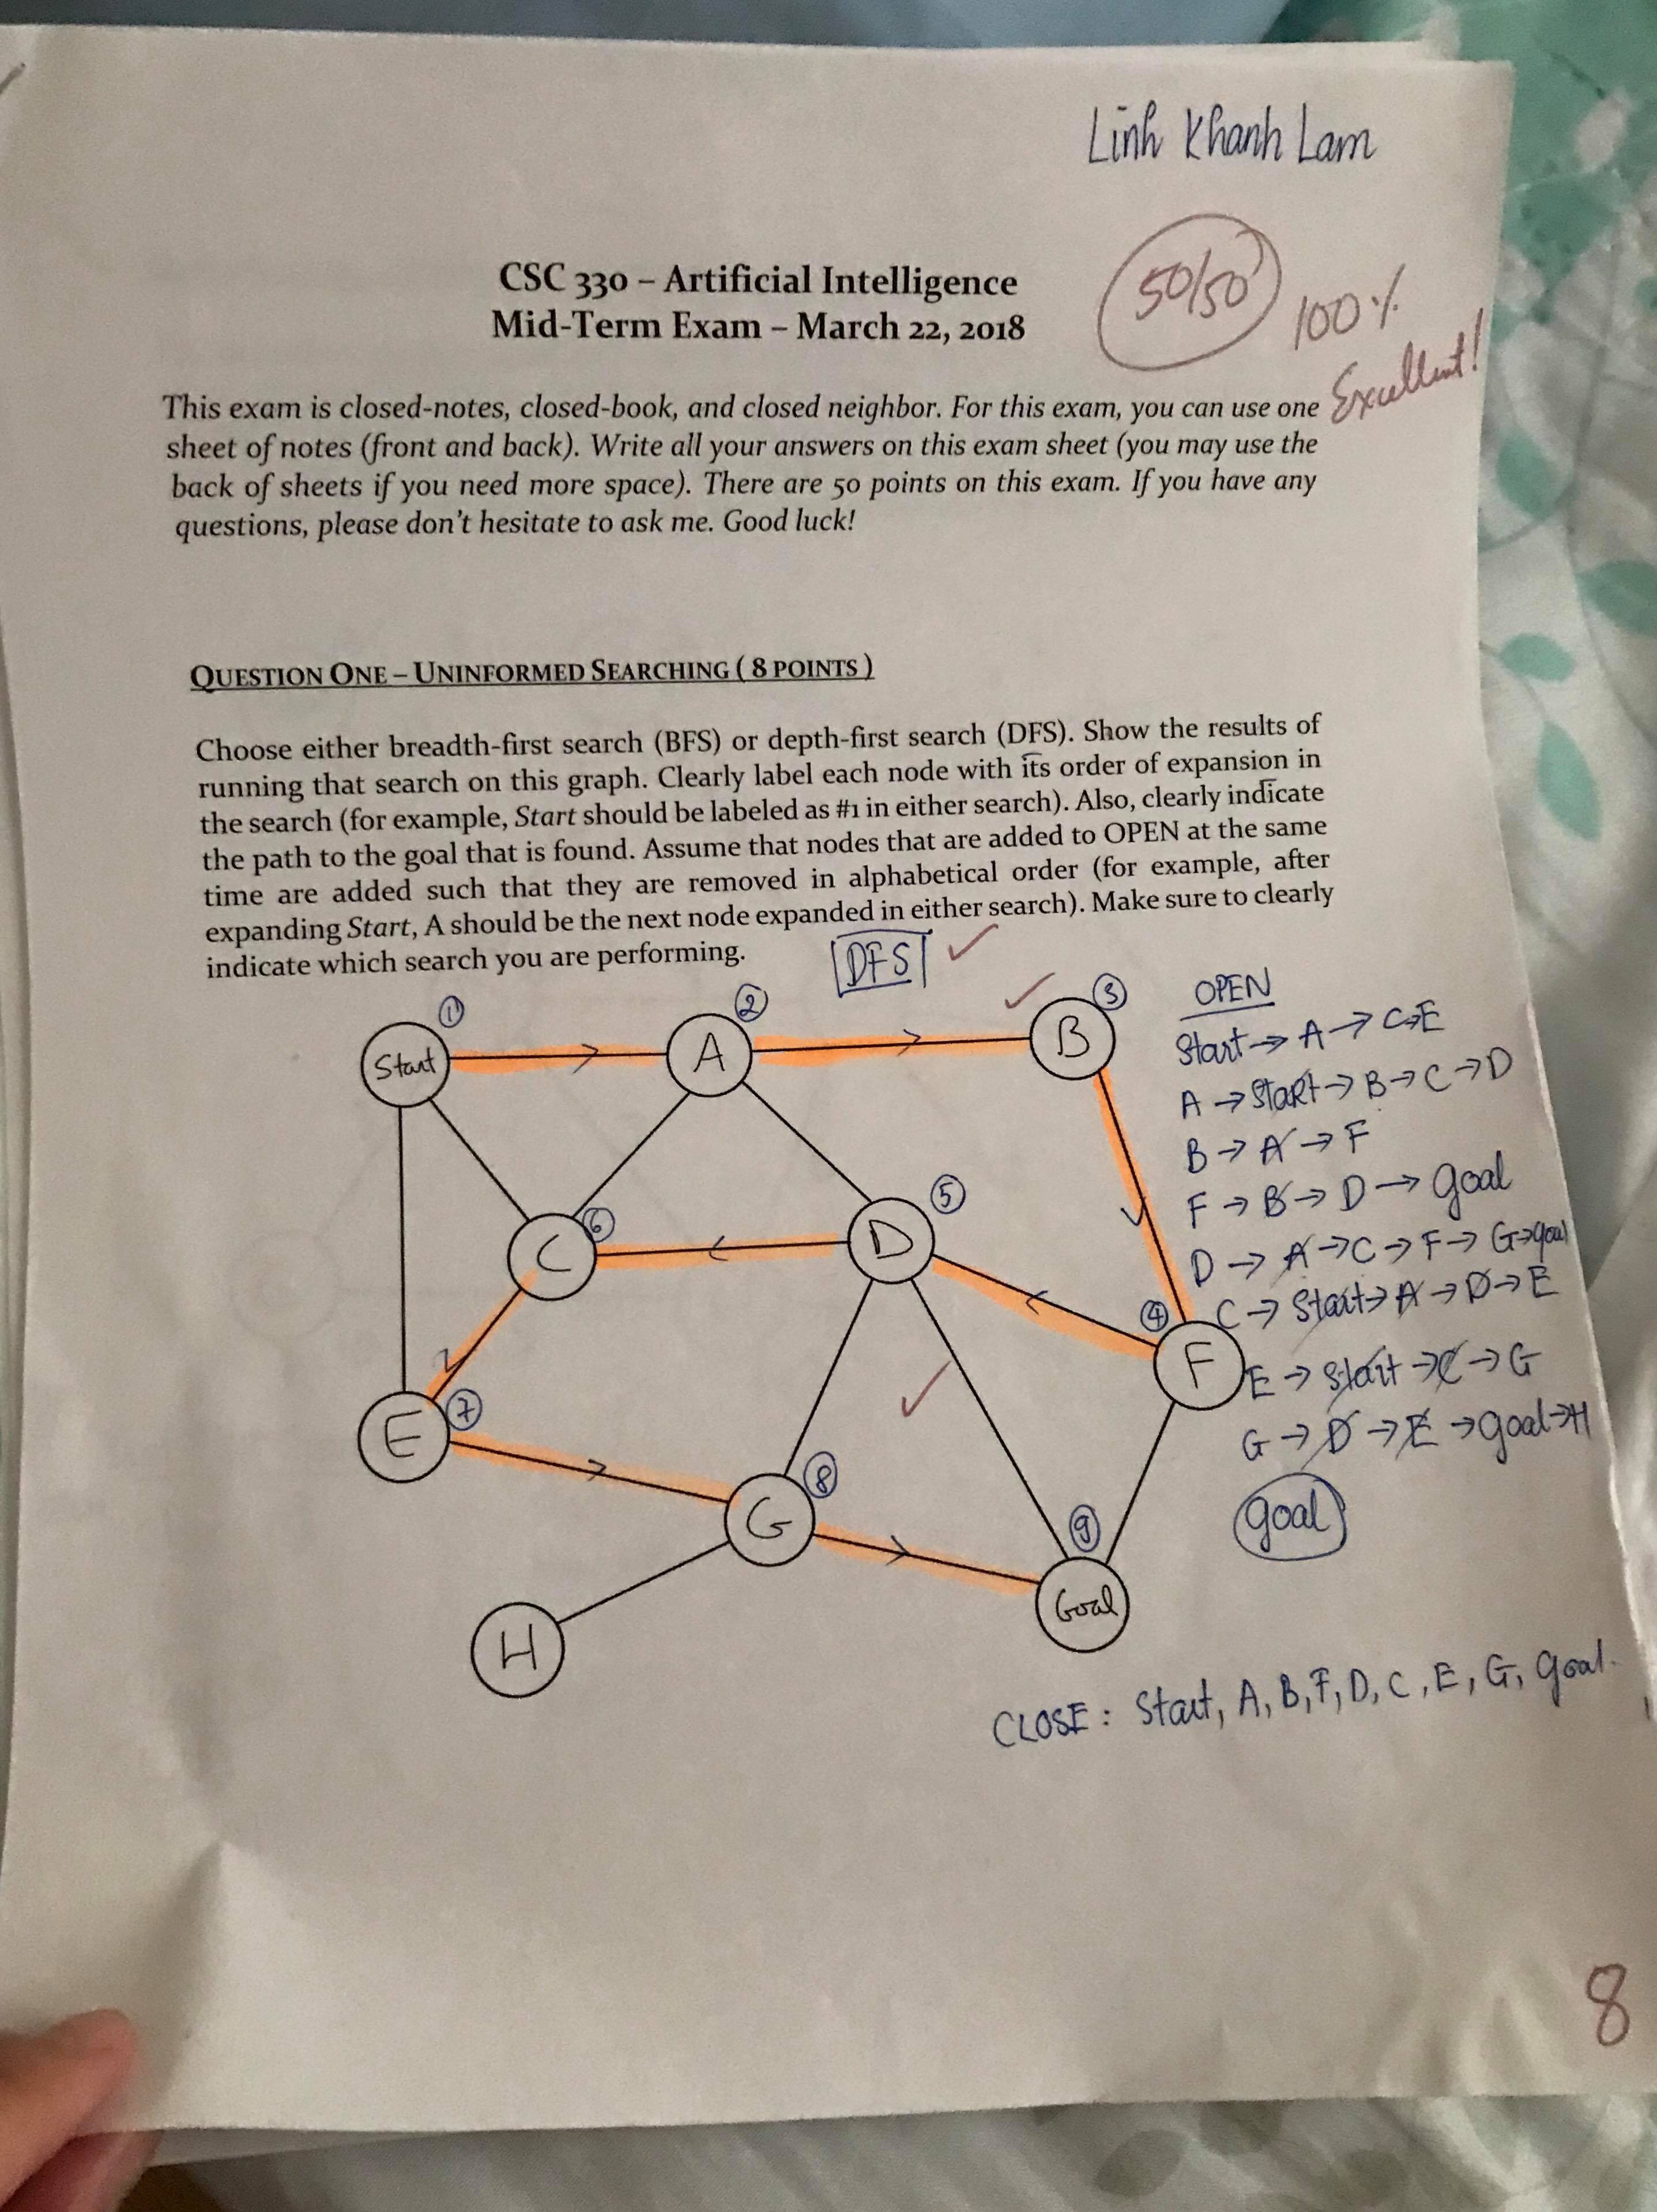 Linh Khanh Lam
CSC 330 – Artificial Intelligence
Mid-Term Exam – March 22, 2018
50/50
100%
Excellent!
This exam is closed-notes, closed-book, and closed neighbor. For this exam, you can use one
sheet of notes (front and back). Write all your answers on this exam sheet (you may use the
back of sheets if you need more space). There are 50 points on this exam. If you have any
questions, please don't hesitate to ask me. Good luck!
QUESTION ONE – UNINFORMED SEARCHING ( 8 POINTS )
Choose either breadth-first search (BFS) or depth-first search (DFS). Show the results of
running that search on this graph. Clearly label each node with its order of expansion in
the search (for example, Start should be labeled as #1 in either search). Also, clearly indicate
the path to the goal that is found. Assume that nodes that are added to OPEN at the same
time are added such that they are removed in alphabetical order (for example, after
expanding Start, A should be the next node expanded in either search). Make sure to clearly
indicate which search you are performing.
DFS
① Start
② A
③ B
⑥ C
⑤ D
④ F
⑦ E
⑧ G
⑨ Goal
H
OPEN
Start → A → C → E
A → Start → B → C → D
B → A → F
F → B → D → goal
D → A → C → F → G → goal
C → Start → A → D → E
E → Start → C → G
G → D → E → goal → H
goal
CLOSE : Start, A, B, F, D, C, E, G, goal.
8